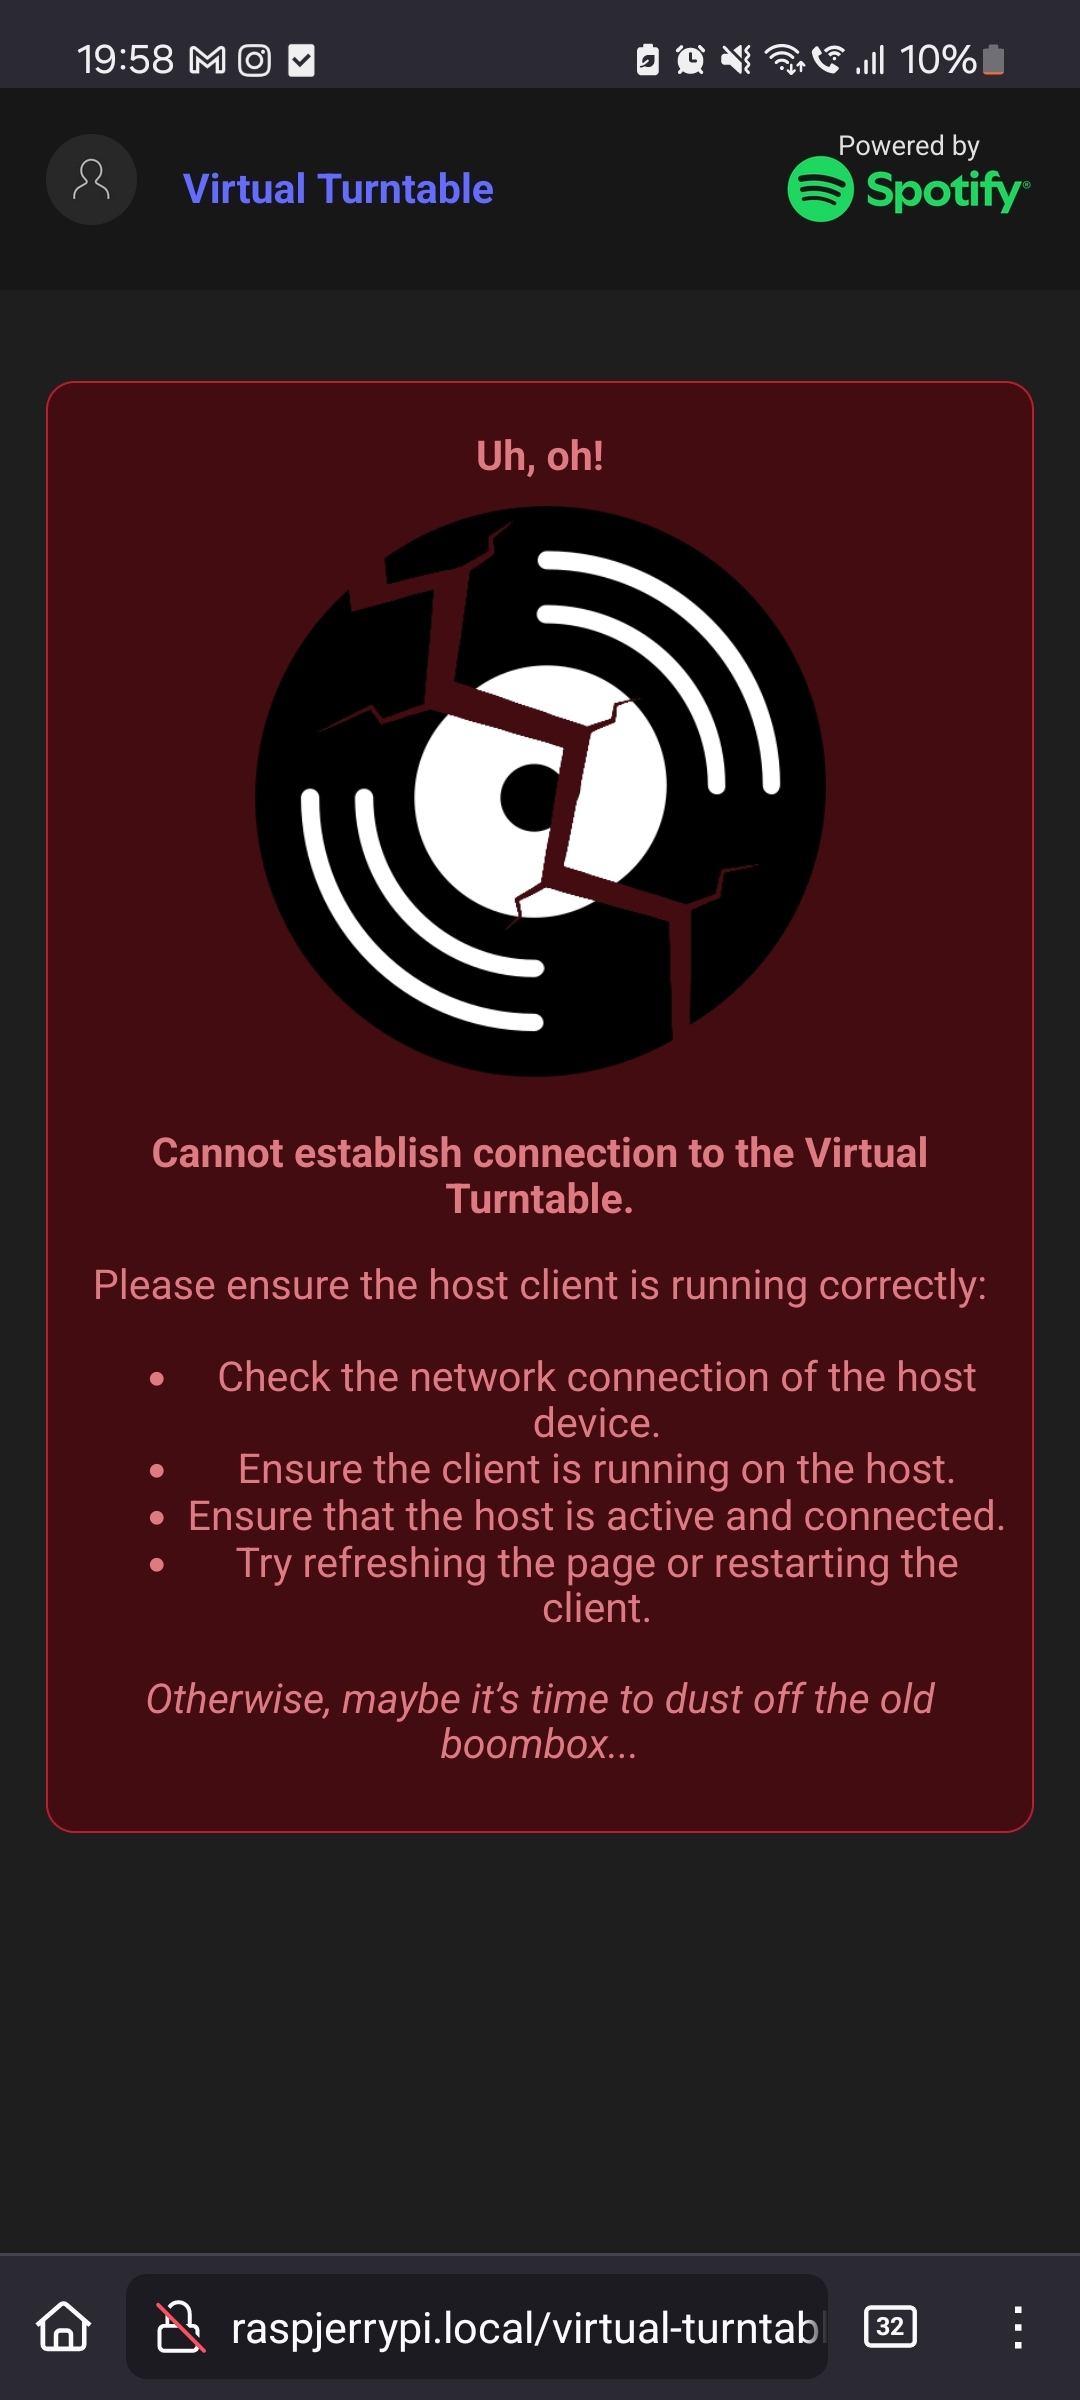 19:58
10%
Virtual Turntable
Powered by
Spotify®
Uh, oh!
Cannot establish connection to the Virtual
Turntable.
Please ensure the host client is running correctly:
• Check the network connection of the host
device.
• Ensure the client is running on the host.
• Ensure that the host is active and connected.
• Try refreshing the page or restarting the
client.
Otherwise, maybe it’s time to dust off the old
boombox...
raspjerrypi.local/virtual-turntabl
32